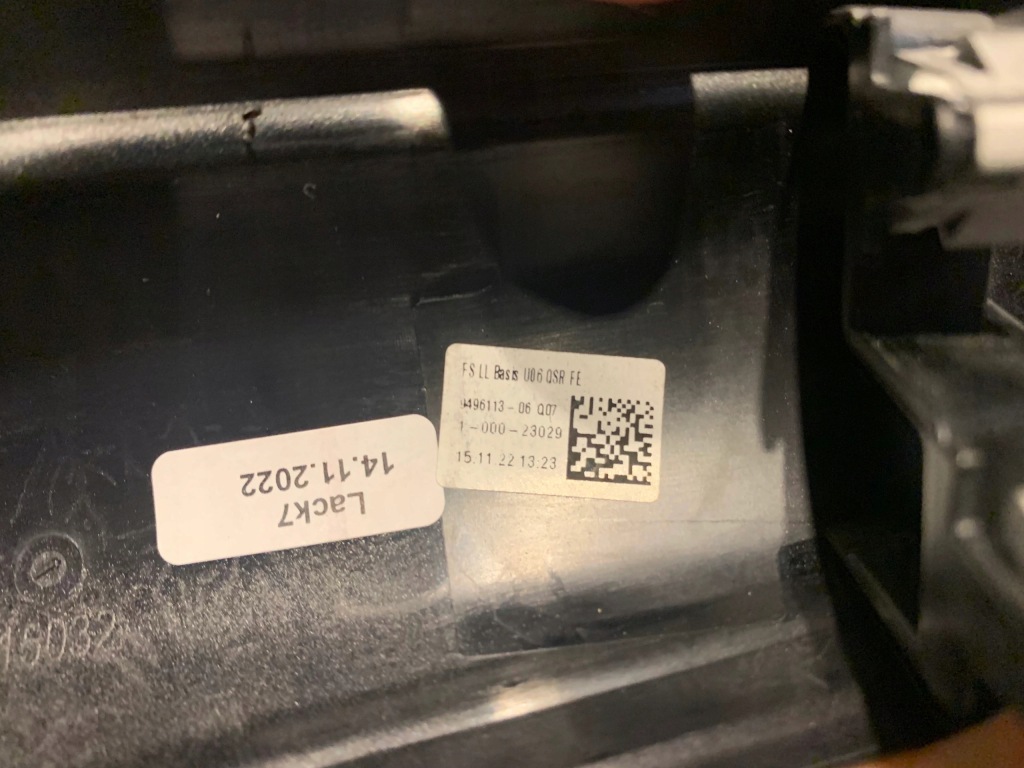 FS LL Basis U06 QSR FE
9496113-06 Q07
1-000-23029
15.11.22 13:23
Lack7
14.11.2022